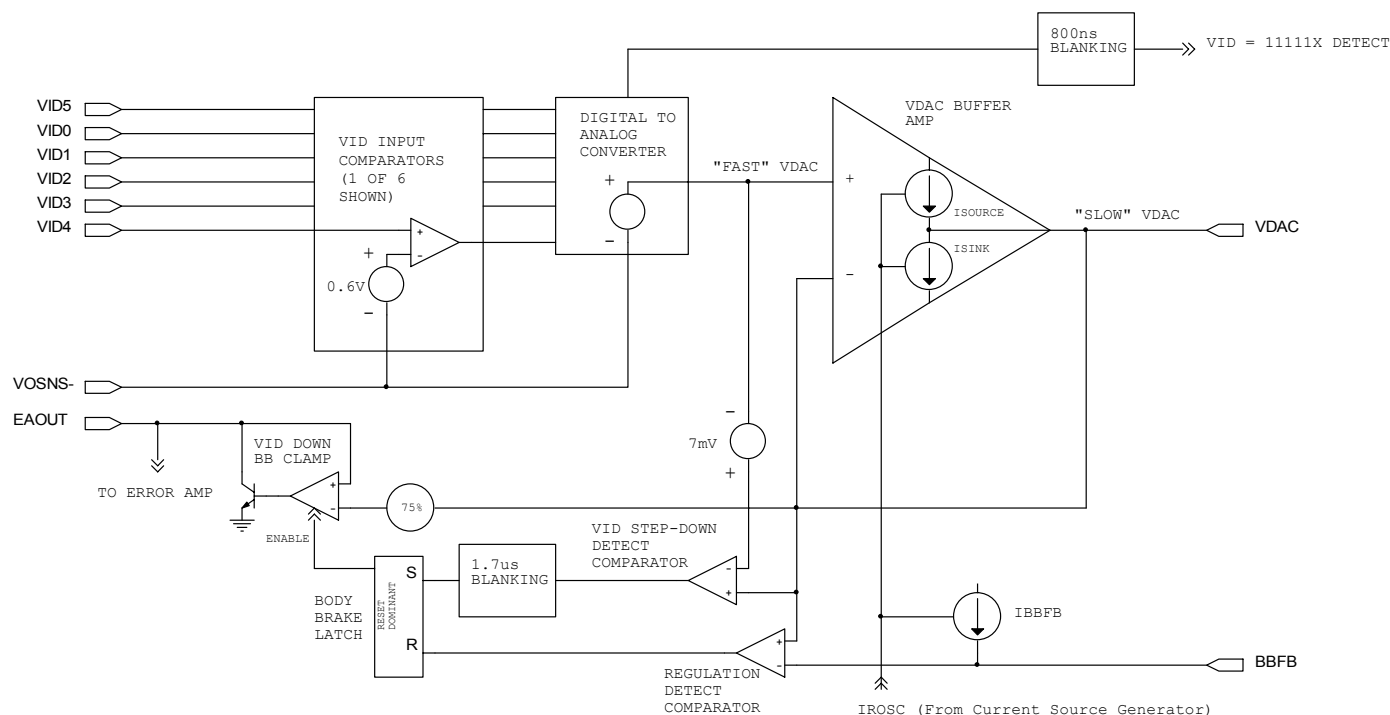 800ns
BLANKING
VID = 11111X DETECT
VID5
VID0
VID1
VID2
VID3
VID4
VID INPUT
COMPARATORS
(1 OF 6
SHOWN)
+
-
+
0.6V
-
DIGITAL TO
ANALOG
CONVERTER
+
-
"FAST" VDAC
VDAC BUFFER
AMP
+
-
ISOURCE
ISINK
"SLOW" VDAC
VDAC
VOSNS-
EAOUT
TO ERROR AMP
VID DOWN
BB CLAMP
+
-
ENABLE
75%
-
7mV
+
VID STEP-DOWN
DETECT
COMPARATOR
-
+
1.7us
BLANKING
BODY
BRAKE
LATCH
RESET
DOMINANT
S
R
REGULATION
DETECT
COMPARATOR
+
-
IBBFB
BBFB
IROSC (From Current Source Generator)